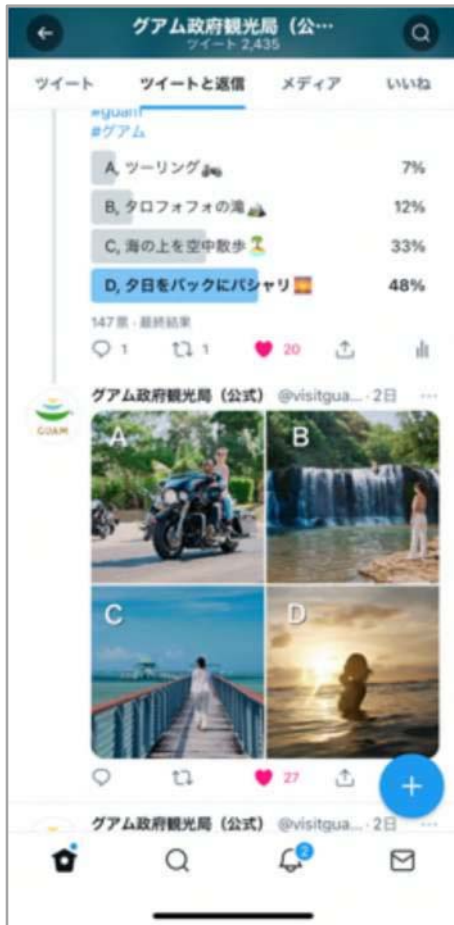 グアム政府観光局（公…
ツイート 2,435
ツイート ツイートと返信 メディア いいね
#guam
#グアム
A, ツーリング🏍️ 7%
B, タロフォフォの滝🏞️ 12%
C, 海の上を空中散歩🏝️ 33%
D, 夕日をバックにパシャリ🌇 48%
147票・最終結果
1 1 20
グアム政府観光局（公式） @visitgua...・2日 …
GUAM
A B
C D
27
グアム政府観光局（公式） @visitgua...・2日 …
2